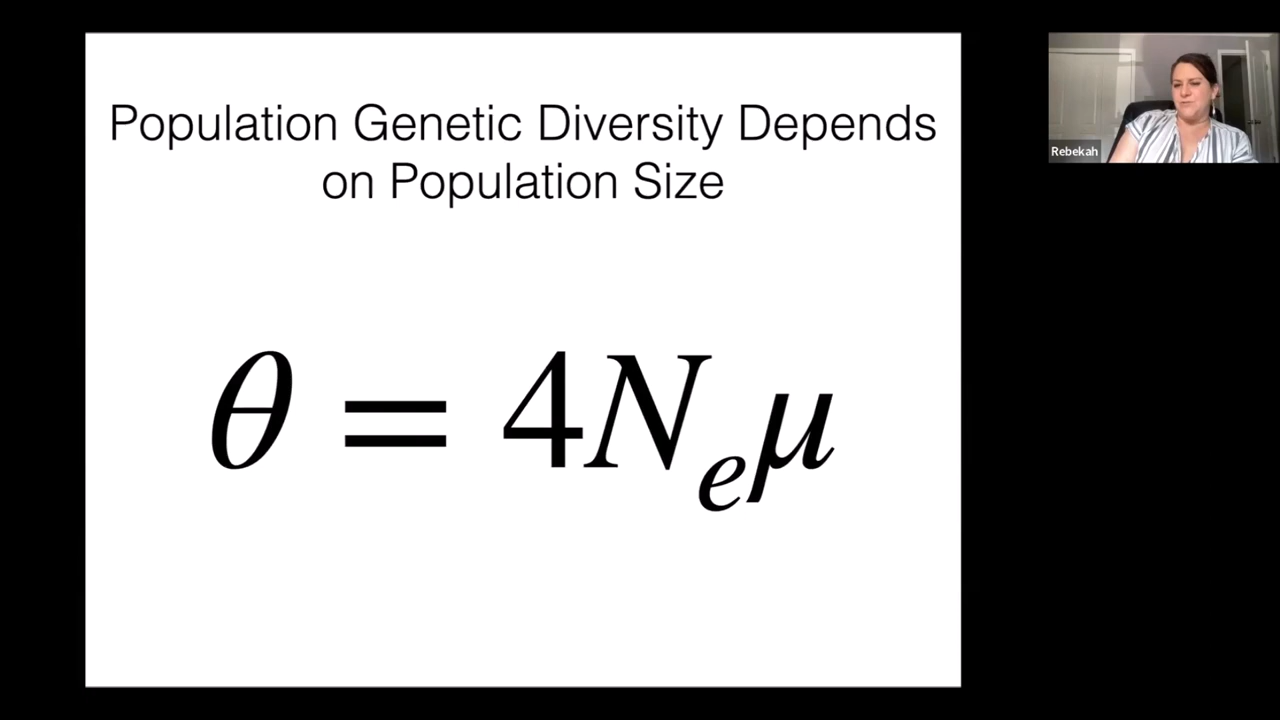 Population Genetic Diversity Depends
on Population Size
θ = 4Nₑμ
Rebekah